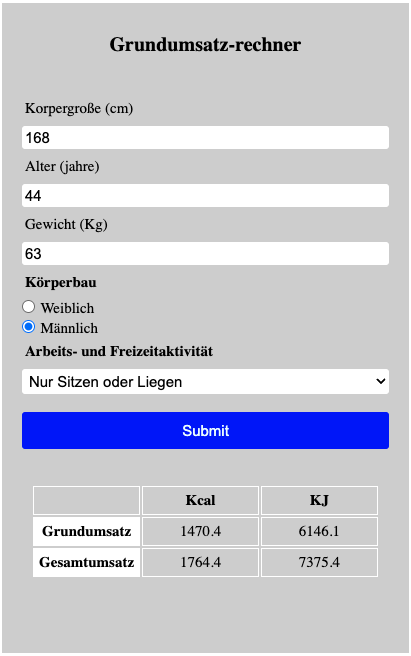 Grundumsatz-rechner
Korpergroße (cm)
168
Alter (jahre)
44
Gewicht (Kg)
63
Körperbau
Weiblich
Männlich
Arbeits- und Freizeitaktivität
Nur Sitzen oder Liegen
Submit
Kcal KJ
Grundumsatz 1470.4 6146.1
Gesamtumsatz 1764.4 7375.4